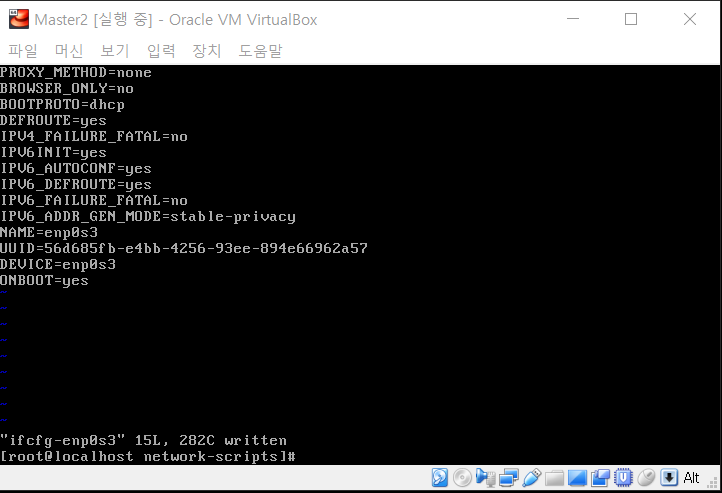 Master2 [실행 중] - Oracle VM VirtualBox
파일 머신 보기 입력 장치 도움말
PROXY_METHOD=none
BROWSER_ONLY=no
BOOTPROTO=dhcp
DEFROUTE=yes
IPV4_FAILURE_FATAL=no
IPV6INIT=yes
IPV6_AUTOCONF=yes
IPV6_DEFROUTE=yes
IPV6_FAILURE_FATAL=no
IPV6_ADDR_GEN_MODE=stable-privacy
NAME=enp0s3
UUID=56d685fb-e4bb-4256-93ee-894e66962a57
DEVICE=enp0s3
ONBOOT=yes
~
~
~
~
~
~
~
~
~
"ifcfg-enp0s3" 15L, 282C written
[root@localhost network-scripts]#
Alt